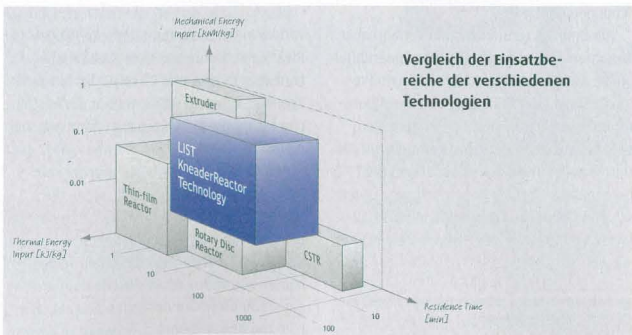 Mechanical Energy
Input [kWh/kg]
Vergleich der Einsatzbe-
reiche der verschiedenen
Technologien
1
Extruder
0.1
LIST
KneaderReactor
Technology
0.01
Thin-film
Reactor
Thermal Energy
Input [kJ/kg]
Rotary Disc
Reactor
CSTR
1
10
100
1000
100
10
Residence Time
[min]